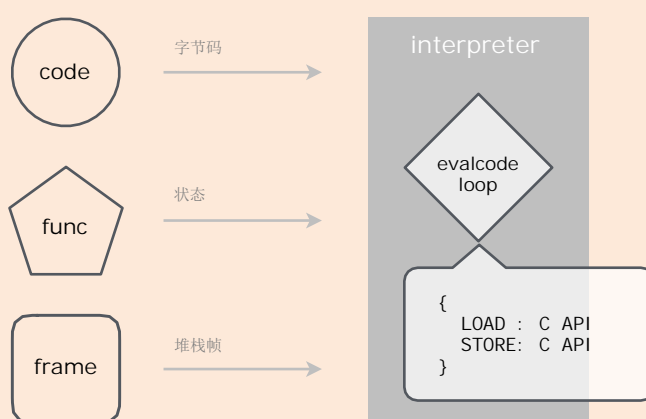 code
字节码
interpreter
evalcode
loop
func
状态
frame
堆栈帧
{
LOAD : C API
STORE: C API
}